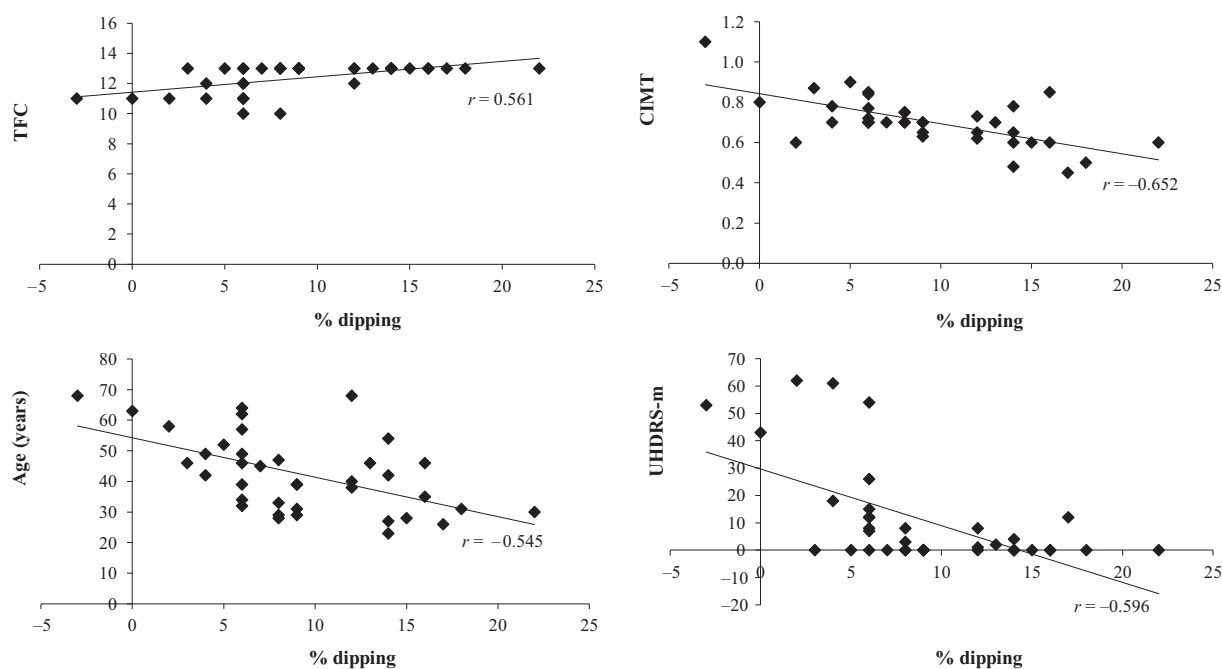 16
14
12
10
8
6
4
2
0
TFC
r = 0.561
–5 0 5 10 15 20 25
% dipping
1.2
1.0
0.8
0.6
0.4
0.2
0.0
CIMT
r = –0.652
–5 0 5 10 15 20 25
% dipping
80
70
60
50
40
30
20
10
0
Age (years)
r = –0.545
–5 0 5 10 15 20 25
% dipping
70
60
50
40
30
20
10
0
–10
–20
UHDRS-m
–5 0 5 10 15 20 25
r = –0.596
% dipping